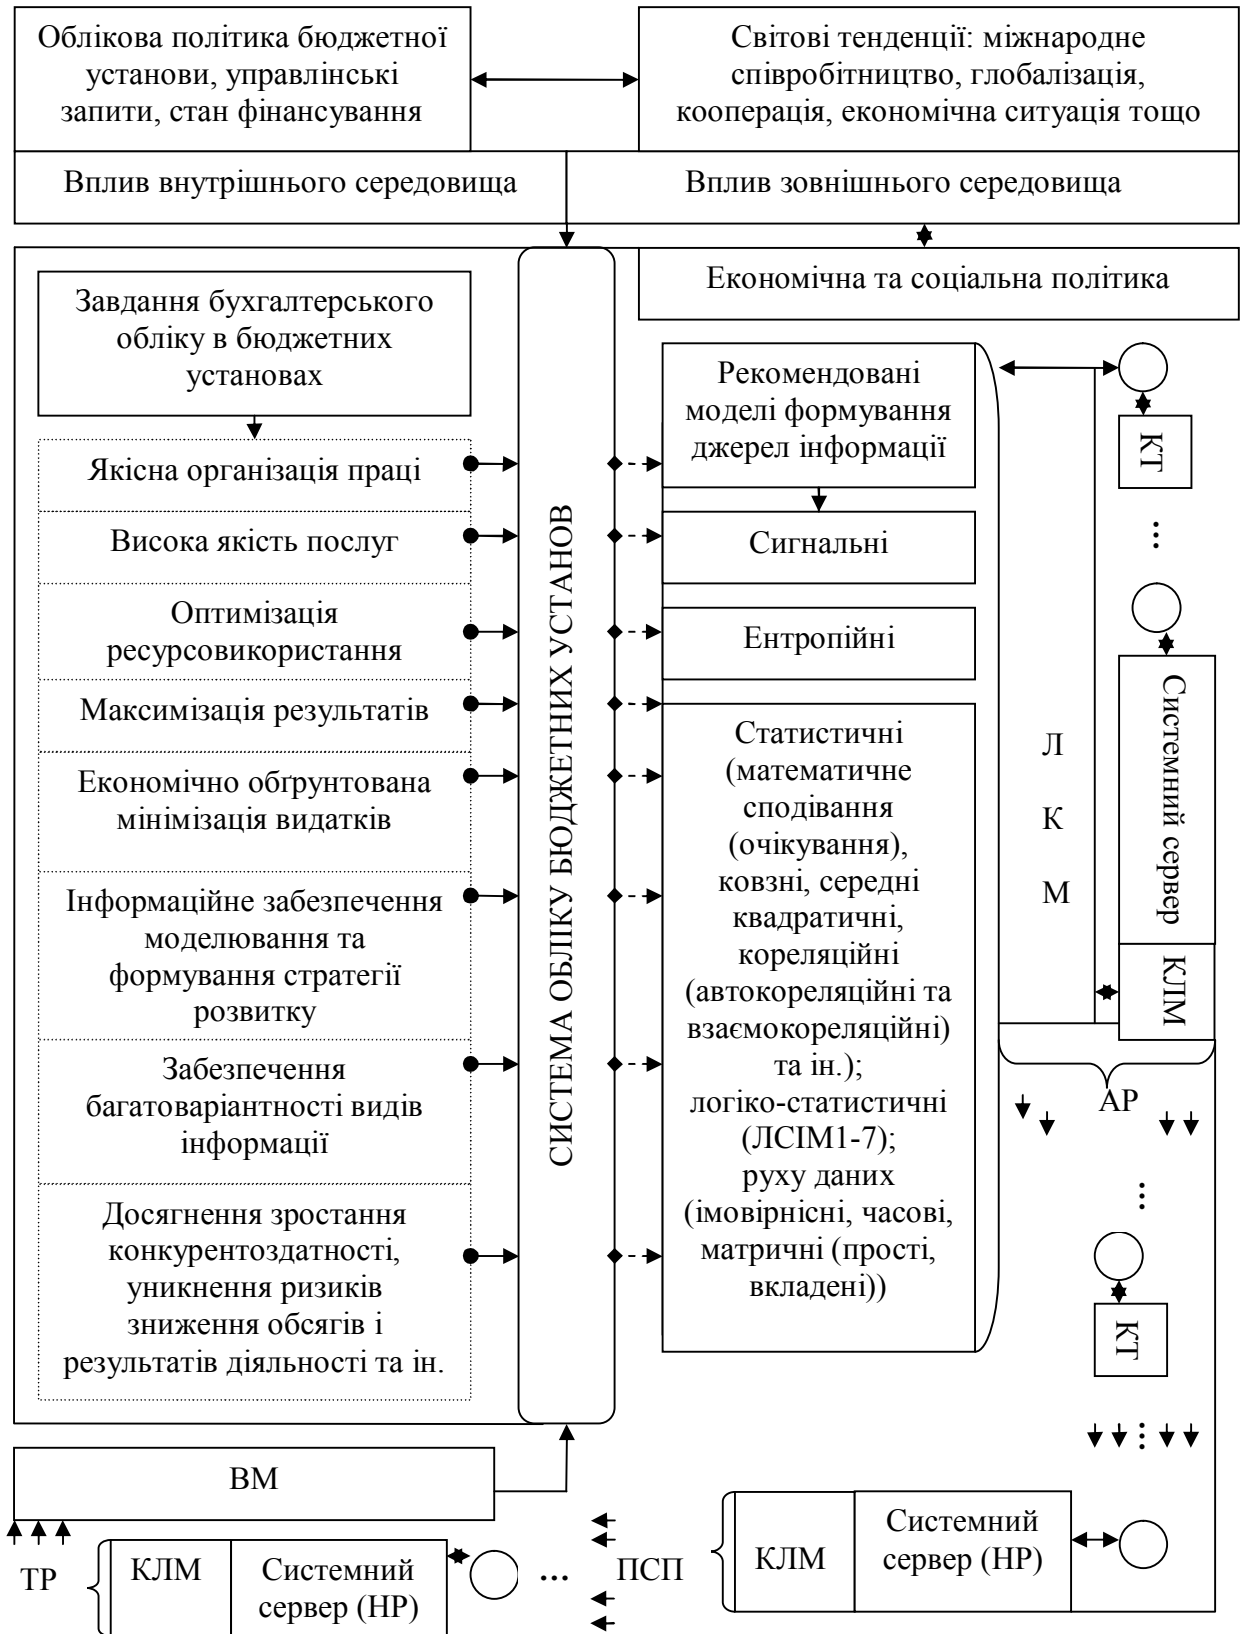 Облікова політика бюджетної
установи, управлінські
запити, стан фінансування
Світові тенденції: міжнародне
співробітництво, глобалізація,
кооперація, економічна ситуація тощо
Вплив внутрішнього середовища
Вплив зовнішнього середовища
Економічна та соціальна політика
Завдання бухгалтерського
обліку в бюджетних
установах
Якісна організація праці
Висока якість послуг
Оптимізація
ресурсовикористання
Максимізація результатів
Економічно обґрунтована
мінімізація видатків
Інформаційне забезпечення
моделювання та
формування стратегії
розвитку
Забезпечення
багатоваріантності видів
інформації
Досягнення зростання
конкурентоздатності,
уникнення ризиків
зниження обсягів і
результатів діяльності та ін.
СИСТЕМА ОБЛІКУ БЮДЖЕТНИХ УСТАНОВ
Рекомендовані
моделі формування
джерел інформації
Сигнальні
Ентропійні
Статистичні
(математичне
сподівання
(очікування),
ковзні, середні
квадратичні,
кореляційні
(автокореляційні та
взаємокореляційні)
та ін.);
логіко-статистичні
(ЛСІМ1-7);
руху даних
(імовірнісні, часові,
матричні (прості,
вкладені))
Л
К
М
КТ
...
Системний сервер
КЛМ
АР
...
КТ
...
ВМ
ТР
КЛМ
Системний
сервер (НР)
...
ПСП
КЛМ
Системний
сервер (НР)